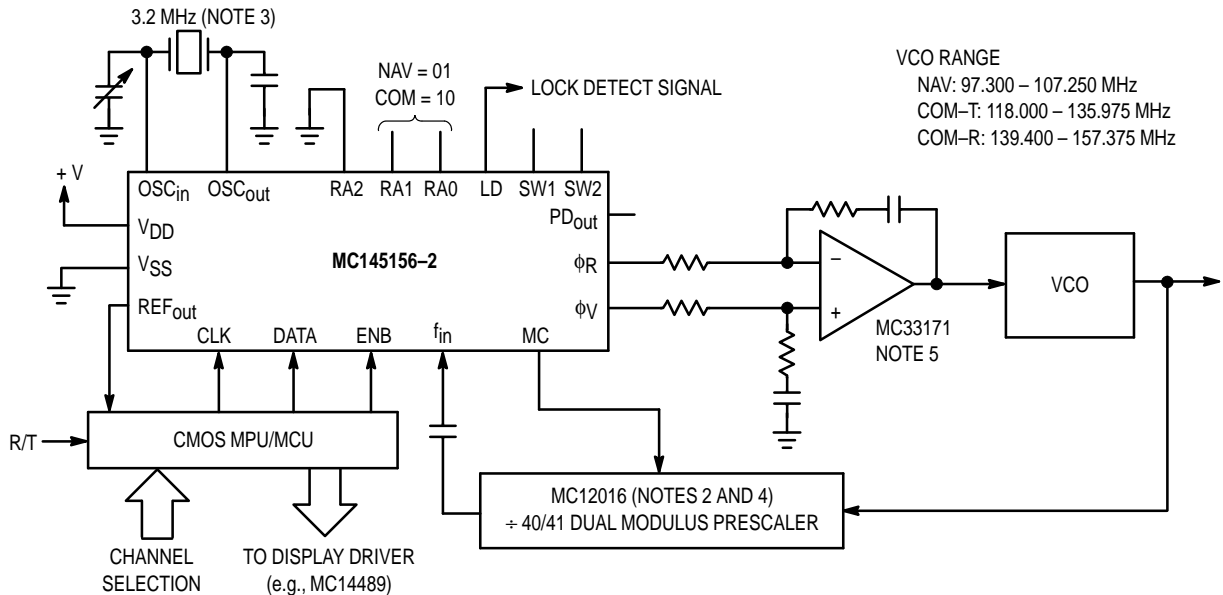 3.2 MHz (NOTE 3)
NAV = 01
COM = 10
LOCK DETECT SIGNAL
VCO RANGE
NAV: 97.300 – 107.250 MHz
COM–T: 118.000 – 135.975 MHz
COM–R: 139.400 – 157.375 MHz
+ V
OSCin
OSCout
RA2
RA1
RA0
LD
SW1
SW2
VDD
PDout
MC145156–2
VSS
ϕR
ϕV
REFout
CLK
DATA
ENB
fin
MC
–
+
MC33171
NOTE 5
VCO
R/T
CMOS MPU/MCU
MC12016 (NOTES 2 AND 4)
÷ 40/41 DUAL MODULUS PRESCALER
CHANNEL
SELECTION
TO DISPLAY DRIVER
(e.g., MC14489)